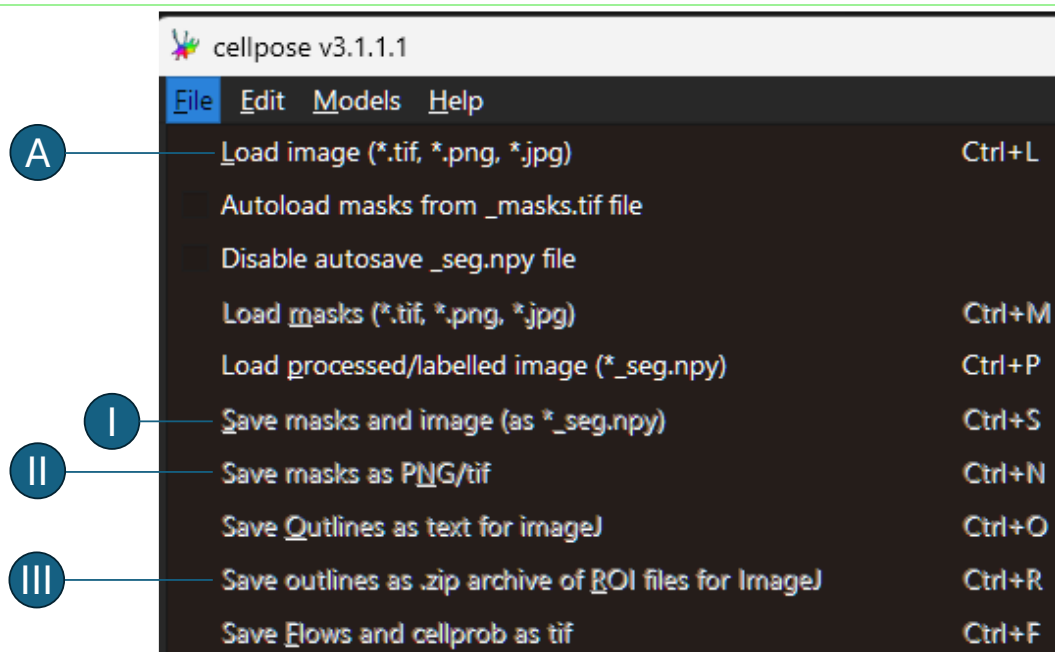 cellpose v3.1.1.1
File Edit Models Help
A Load image (*.tif, *.png, *.jpg) Ctrl+L
Autoload masks from _masks.tif file
Disable autosave _seg.npy file
Load masks (*.tif, *.png, *.jpg) Ctrl+M
Load processed/labelled image (*_seg.npy) Ctrl+P
I Save masks and image (as *_seg.npy) Ctrl+S
II Save masks as PNG/tif Ctrl+N
Save Outlines as text for imageJ Ctrl+O
III Save outlines as .zip archive of ROI files for ImageJ Ctrl+R
Save Flows and cellprob as tif Ctrl+F